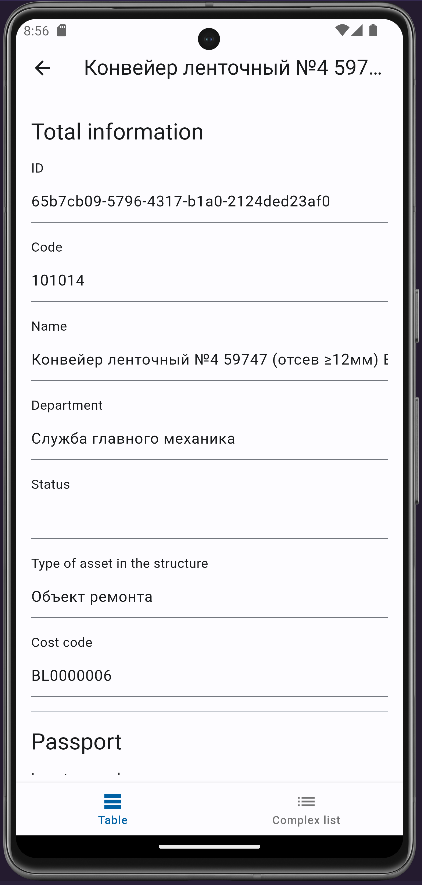 8:56
Конвейер ленточный №4 597...
Total information
ID
65b7cb09-5796-4317-b1a0-2124ded23af0
Code
101014
Name
Конвейер ленточный №4 59747 (отсев ≥12мм)
Department
Служба главного механика
Status
Type of asset in the structure
Объект ремонта
Cost code
BL0000006
Passport
Table
Complex list